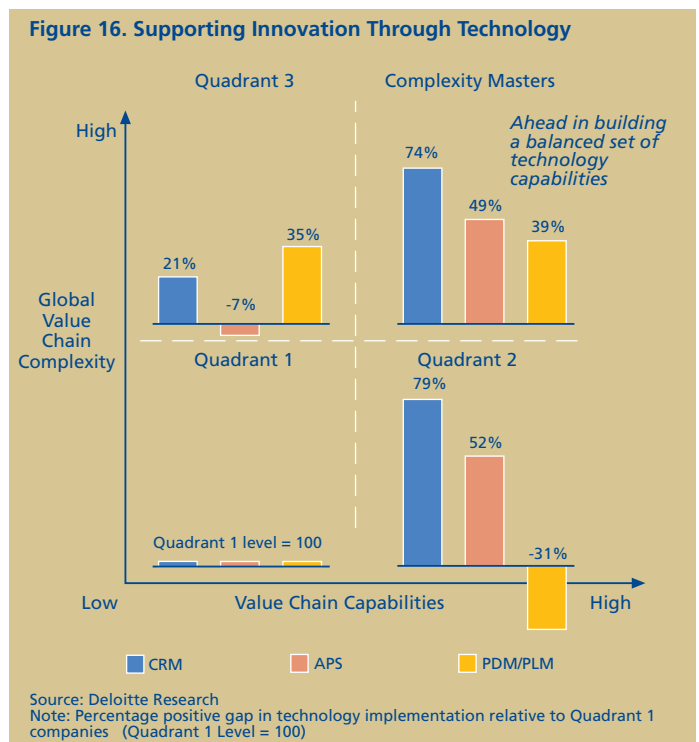 Figure 16. Supporting Innovation Through Technology
Quadrant 3
Complexity Masters
High
Ahead in building
a balanced set of
technology
capabilities
74%
49%
39%
21%
-7%
35%
Global
Value
Chain
Complexity
Quadrant 1
Quadrant 2
79%
52%
-31%
Quadrant 1 level = 100
Low
Value Chain Capabilities
High
CRM
APS
PDM/PLM
Source: Deloitte Research
Note: Percentage positive gap in technology implementation relative to Quadrant 1
companies (Quadrant 1 Level = 100)